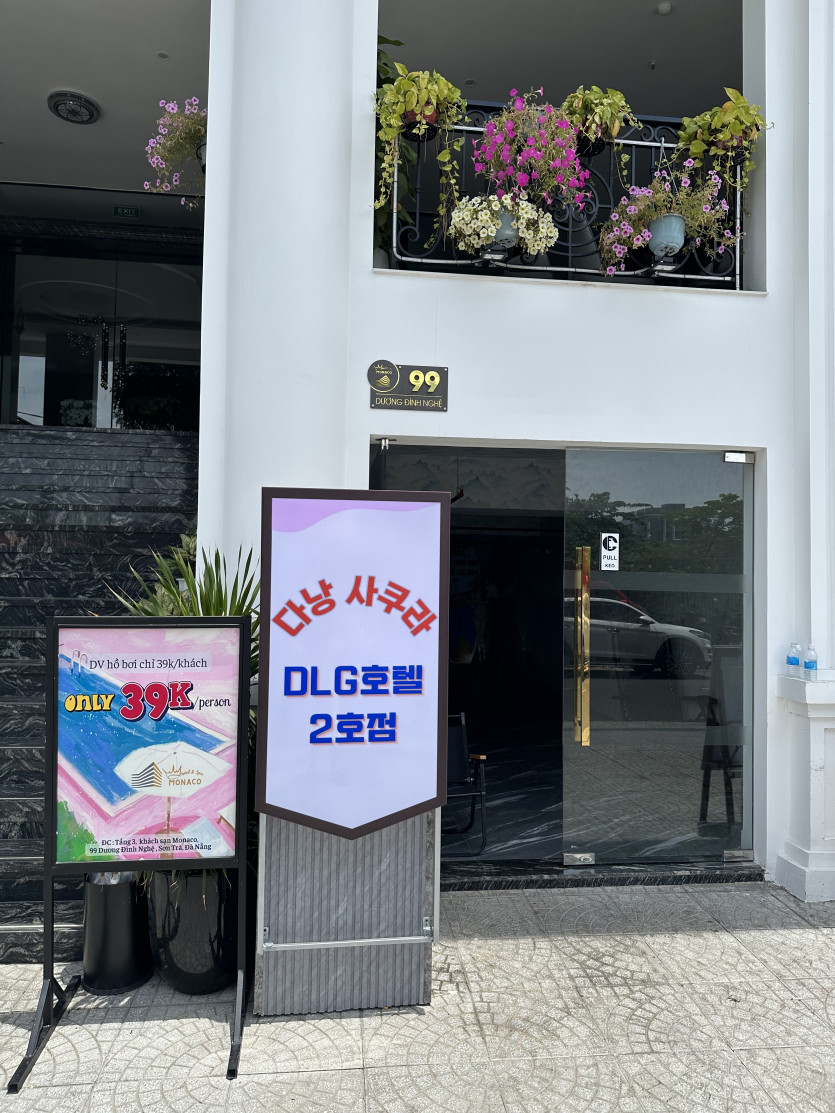 EXIT
MONACO
99
DƯƠNG ĐÌNH NGHỆ
PULL
KÉO
다낭 사쿠라
DLG호텔
2호점
DV hồ bơi chỉ 39k/khách
ONLY 39K/person
MONACO
ĐC : Tầng 3, khách sạn Monaco,
99 Dương Đình Nghệ , Sơn Trà, Đà Nẵng